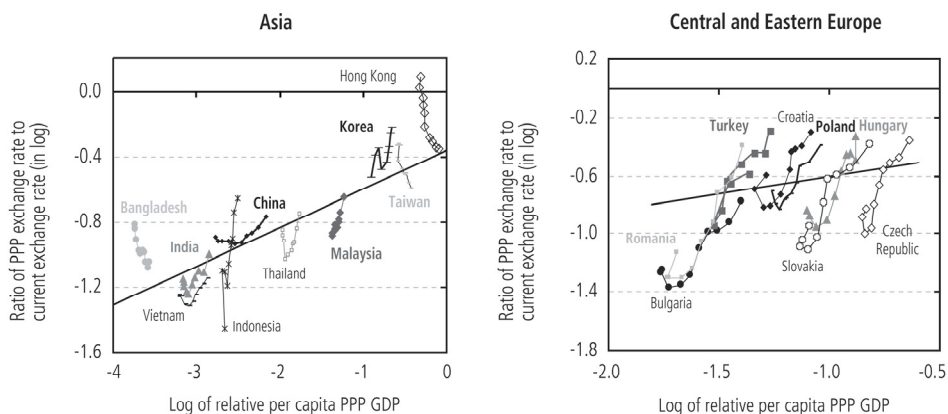 Asia
Ratio of PPP exchange rate to
current exchange rate (in log)
0.0
-0.4
-0.8
-1.2
-1.6
-4
-3
-2
-1
0
Hong Kong
Korea
Taiwan
China
Bangladesh
India
Malaysia
Thailand
Vietnam
Indonesia
Log of relative per capita PPP GDP
Central and Eastern Europe
Ratio of PPP exchange rate to
current exchange rate (in log)
0.2
-0.2
-0.6
-1.0
-1.4
-1.8
-2.0
-1.5
-1.0
-0.5
Croatia
Turkey
Poland
Hungary
Romania
Czech
Republic
Slovakia
Bulgaria
Log of relative per capita PPP GDP